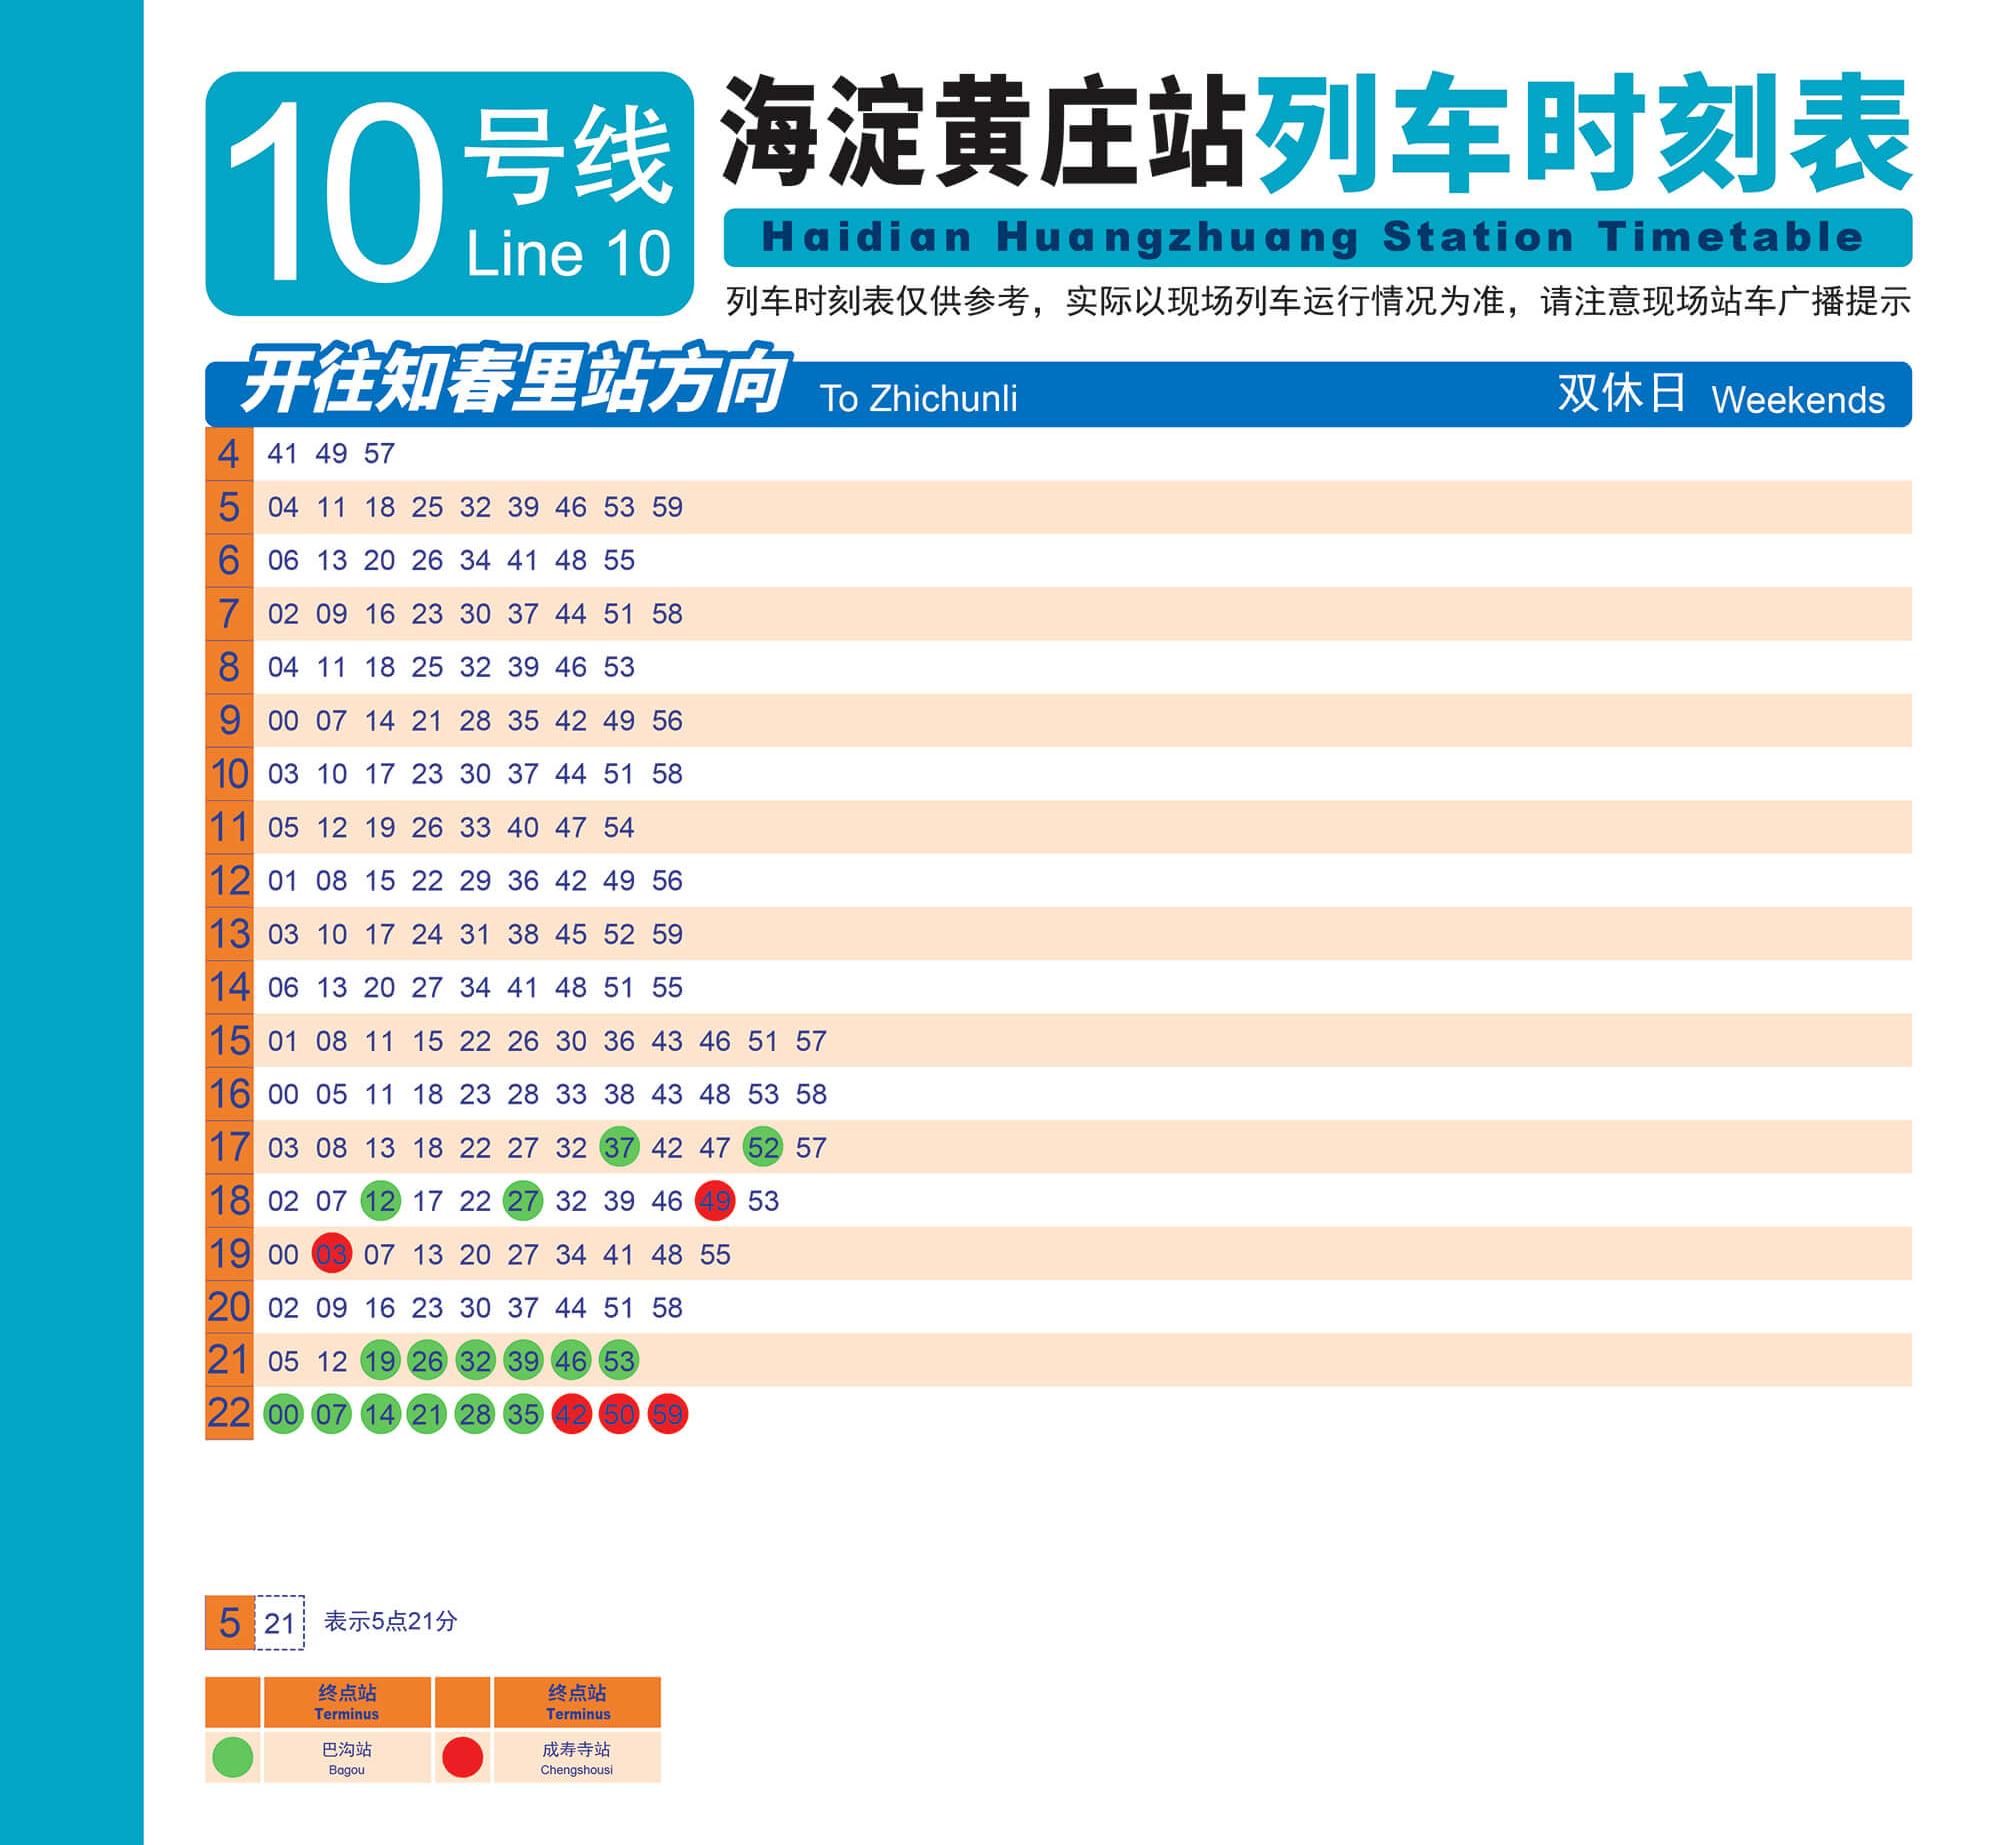 10号线
Line 10
海淀黄庄站列车时刻表
Haidian Huangzhuang Station Timetable
列车时刻表仅供参考，实际以现场列车运行情况为准，请注意现场站车广播提示
开往知春里站方向 To Zhichunli 双休日 Weekends
4 41 49 57
5 04 11 18 25 32 39 46 53 59
6 06 13 20 26 34 41 48 55
7 02 09 16 23 30 37 44 51 58
8 04 11 18 25 32 39 46 53
9 00 07 14 21 28 35 42 49 56
10 03 10 17 23 30 37 44 51 58
11 05 12 19 26 33 40 47 54
12 01 08 15 22 29 36 42 49 56
13 03 10 17 24 31 38 45 52 59
14 06 13 20 27 34 41 48 51 55
15 01 08 11 15 22 26 30 36 43 46 51 57
16 00 05 11 18 23 28 33 38 43 48 53 58
17 03 08 13 18 22 27 32 37 42 47 52 57
18 02 07 12 17 22 27 32 39 46 49 53
19 00 03 07 13 20 27 34 41 48 55
20 02 09 16 23 30 37 44 51 58
21 05 12 19 26 32 39 46 53
22 00 07 14 21 28 35 42 50 59
5 21 表示5点21分
终点站 终点站
Terminus Terminus
巴沟站 成寿寺站
Bagou Chengshousi